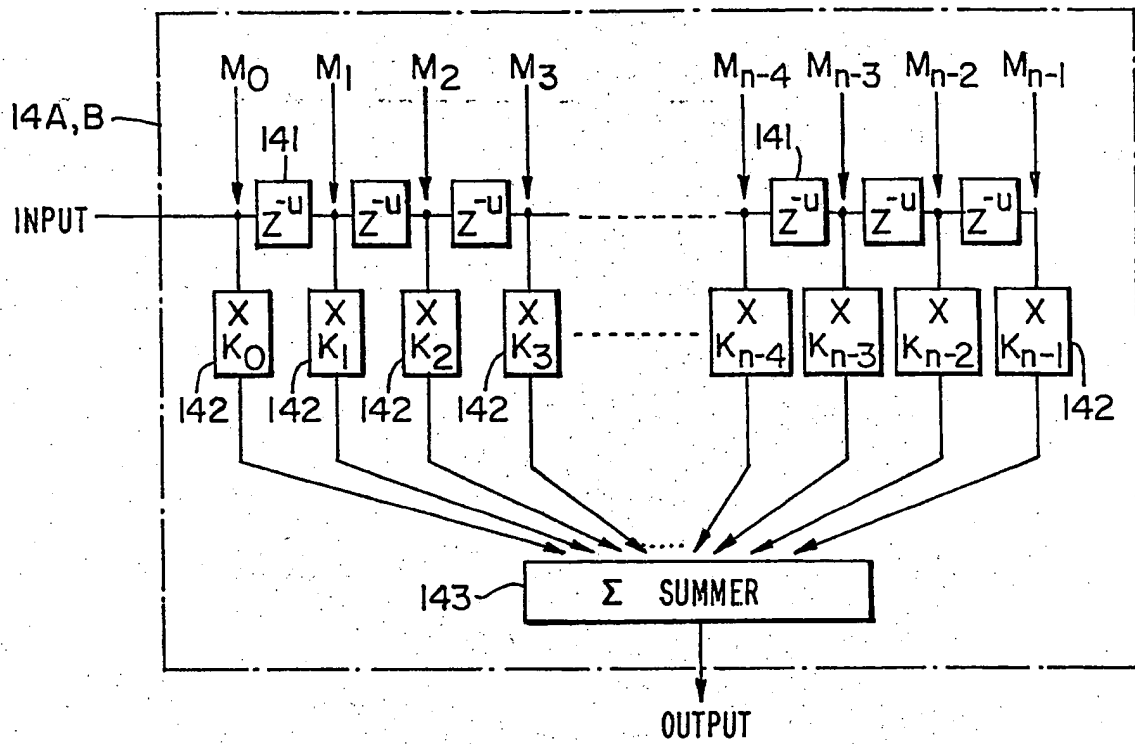 M0 M1 M2 M3 Mn-4 Mn-3 Mn-2 Mn-1
14A,B
141 141
INPUT Z-u Z-u Z-u Z-u Z-u Z-u
X X X X X X X X
K0 K1 K2 K3 Kn-4 Kn-3 Kn-2 Kn-1
142 142 142 142 142
143 Σ SUMMER
OUTPUT